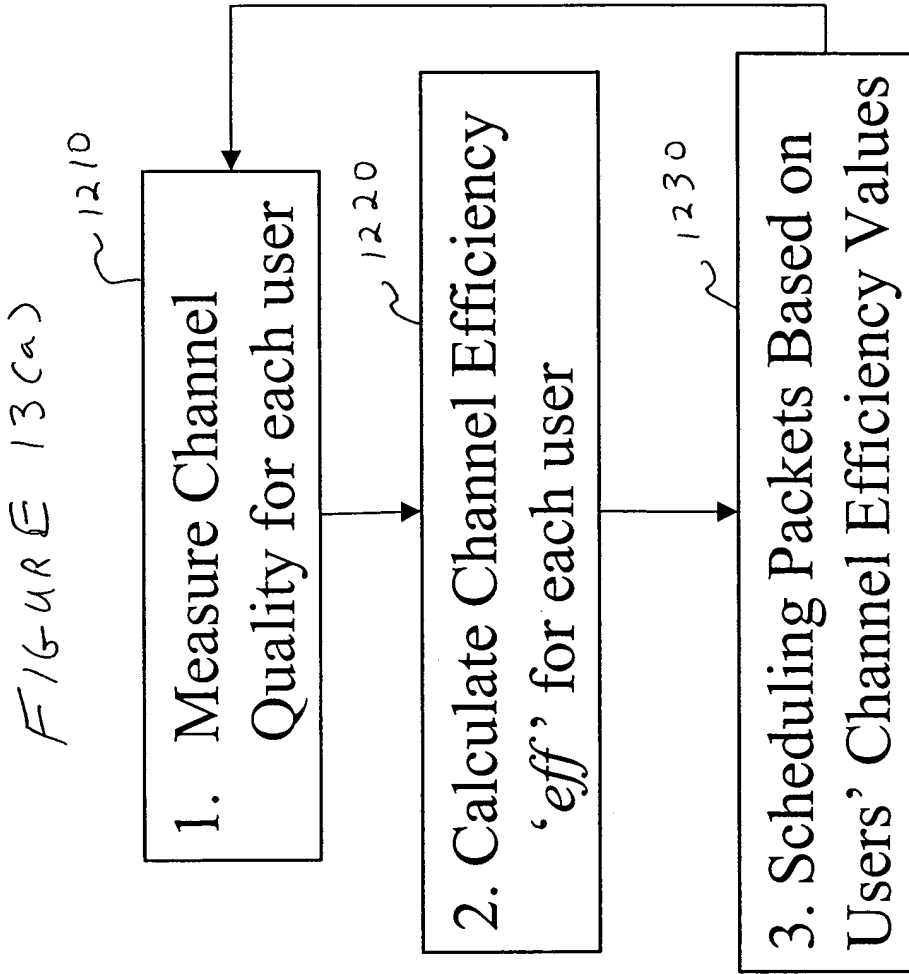 FIGURE 13(a)
1210
1. Measure Channel
Quality for each user
1220
2. Calculate Channel Efficiency
‘eff’ for each user
1230
3. Scheduling Packets Based on
Users’ Channel Efficiency Values